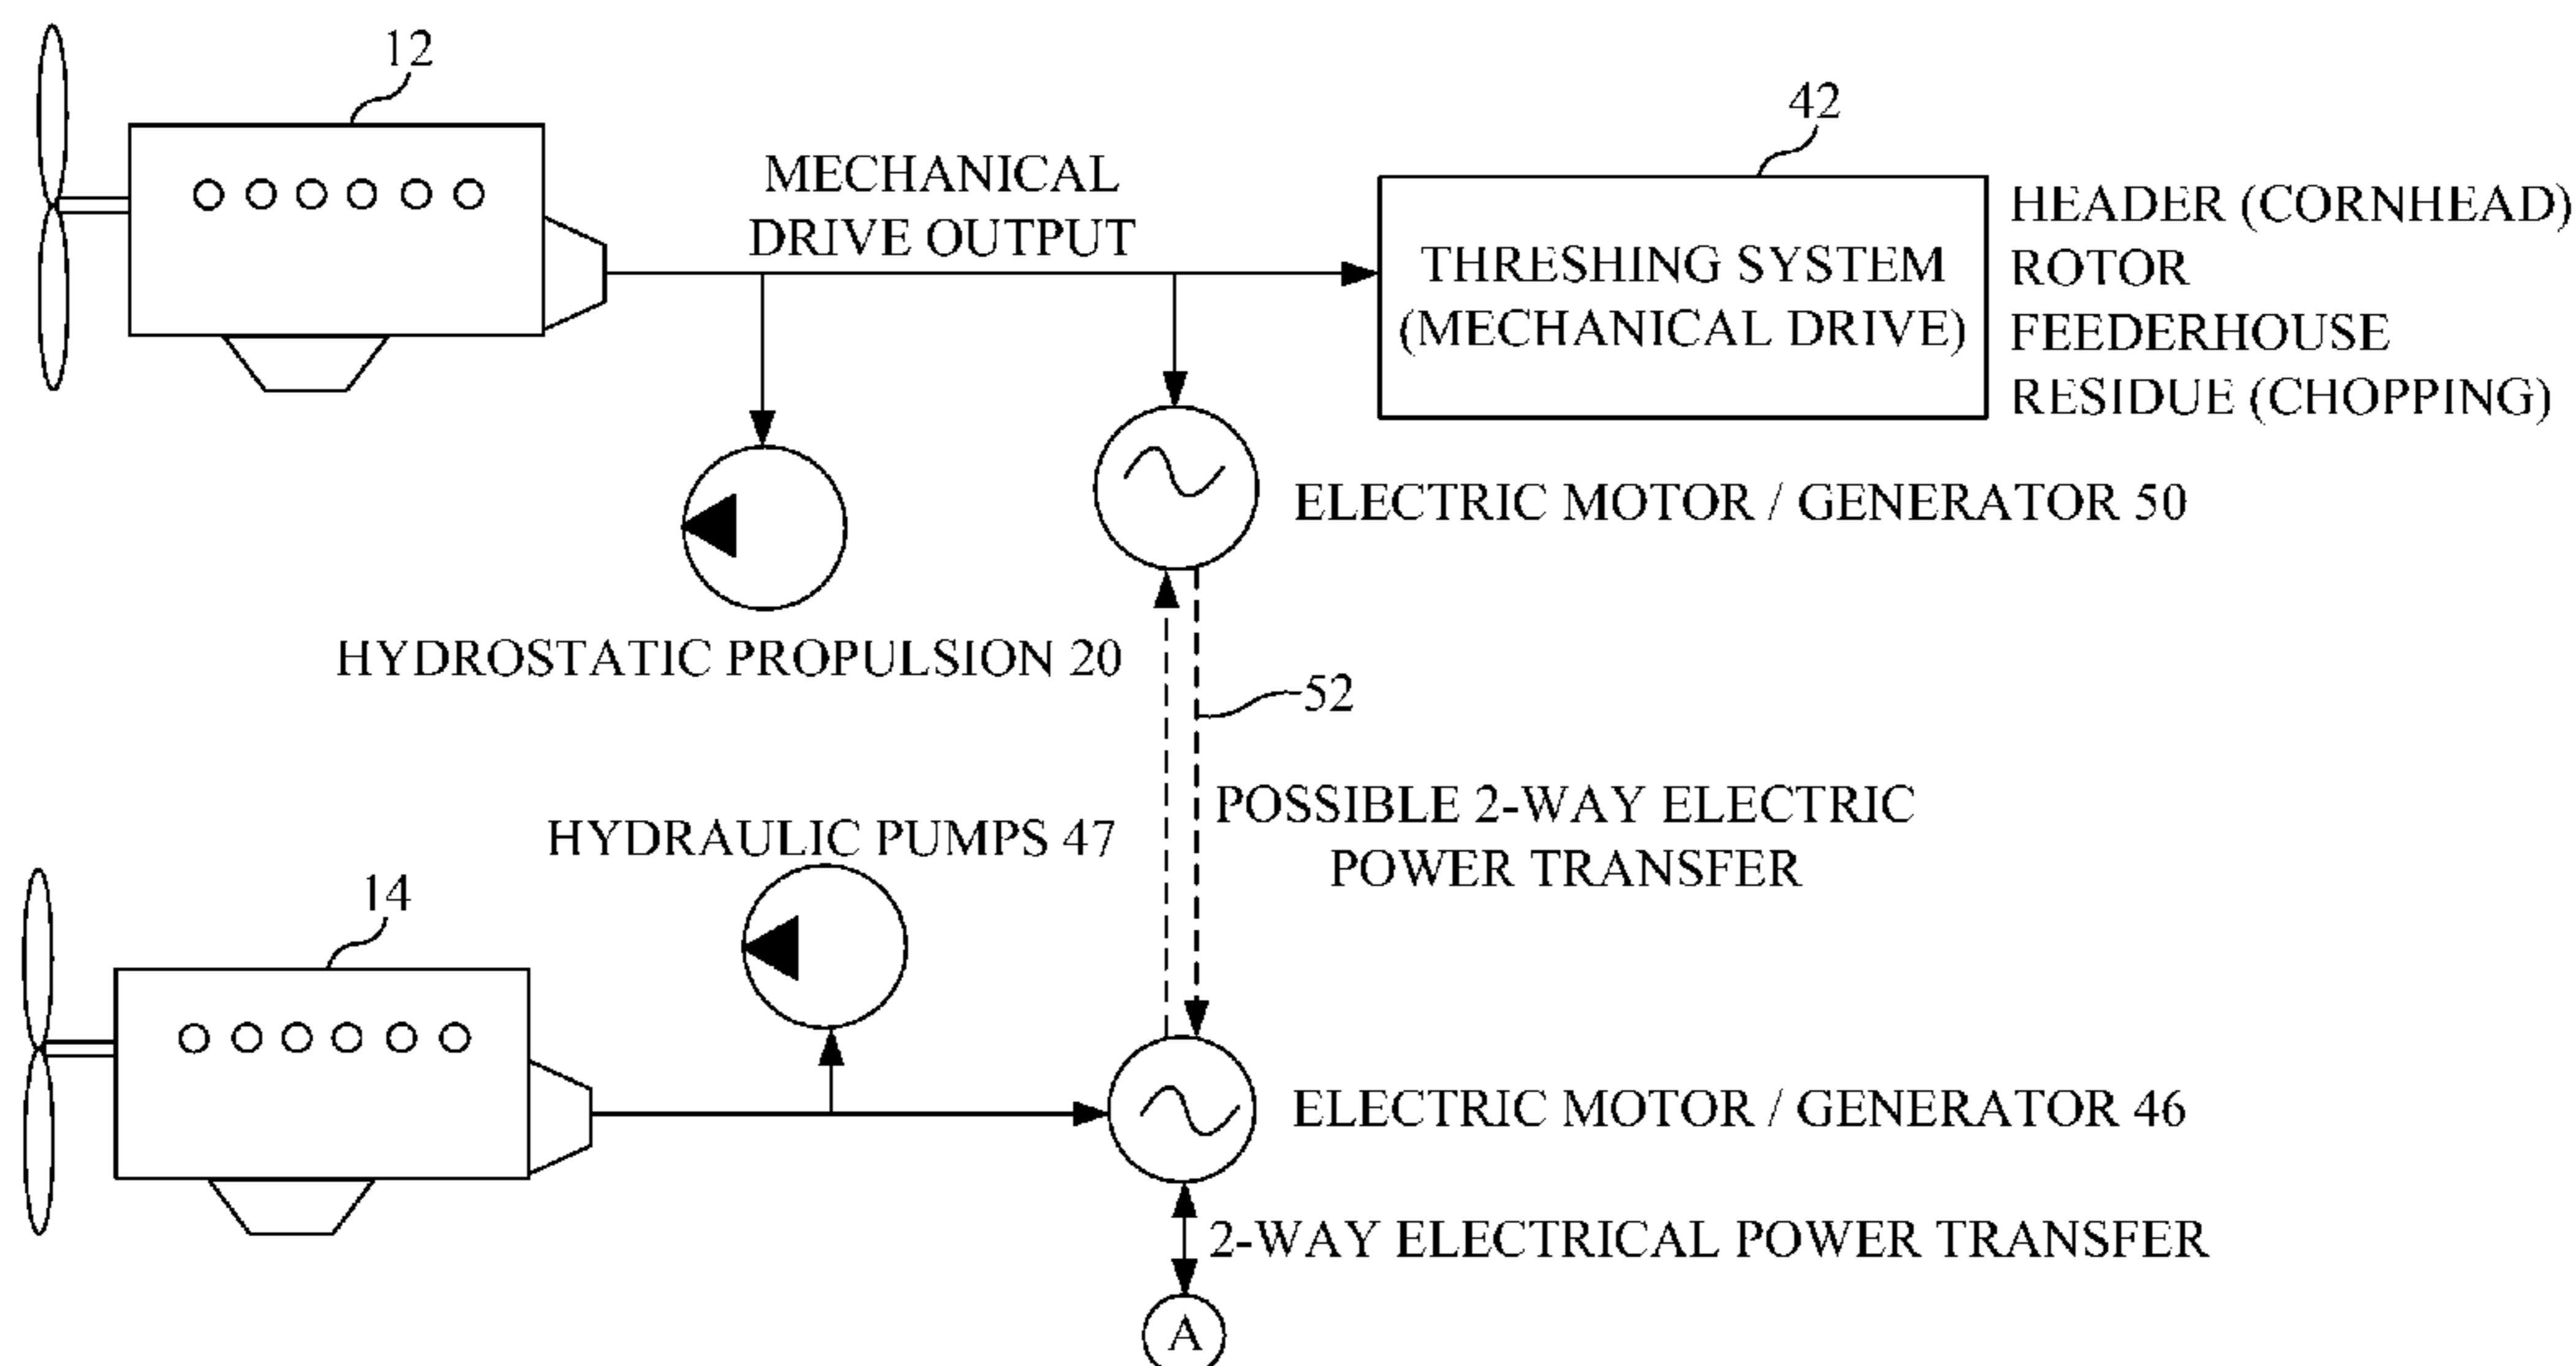 12
42
MECHANICAL
DRIVE OUTPUT
THRESHING SYSTEM
(MECHANICAL DRIVE)
HEADER (CORNHEAD)
ROTOR
FEEDERHOUSE
RESIDUE (CHOPPING)
ELECTRIC MOTOR / GENERATOR 50
HYDROSTATIC PROPULSION 20
52
POSSIBLE 2-WAY ELECTRIC
POWER TRANSFER
HYDRAULIC PUMPS 47
14
ELECTRIC MOTOR / GENERATOR 46
2-WAY ELECTRICAL POWER TRANSFER
A